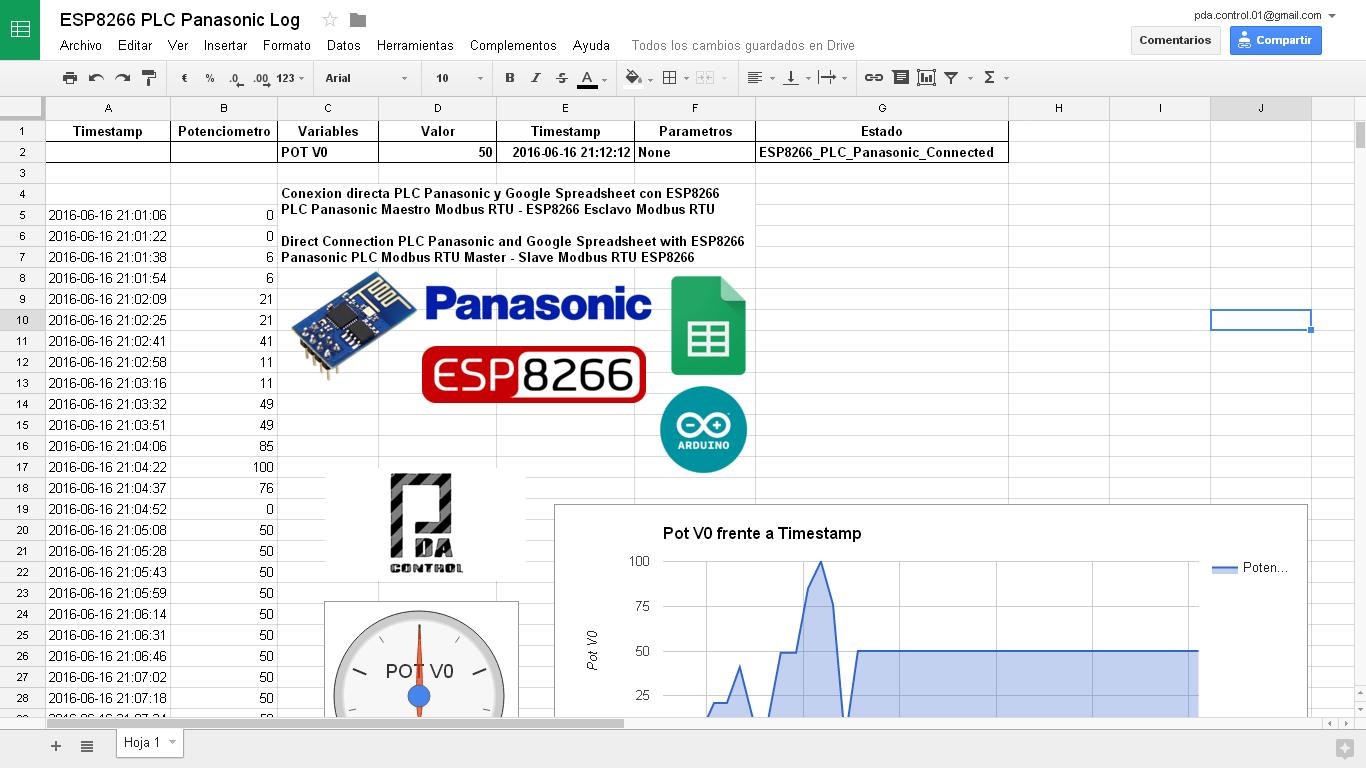 ESP8266 PLC Panasonic Log
pda.control.01@gmail.com
Archivo Editar Ver Insertar Formato Datos Herramientas Complementos Ayuda Todos los cambios guardados en Drive
Comentarios Compartir
€ % .0 .00 123 Arial 10 B I S A Σ
A B C D E F G H I J
1 Timestamp Potenciometro Variables Valor Timestamp Parametros Estado
2 POT V0 50 2016-06-16 21:12:12 None ESP8266_PLC_Panasonic_Connected
3
4 Conexion directa PLC Panasonic y Google Spreadsheet con ESP8266
PLC Panasonic Maestro Modbus RTU - ESP8266 Esclavo Modbus RTU
Direct Connection PLC Panasonic and Google Spreadsheet with ESP8266
Panasonic PLC Modbus RTU Master - Slave Modbus RTU ESP8266
5 2016-06-16 21:01:06 0
6 2016-06-16 21:01:22 0
7 2016-06-16 21:01:38 6
8 2016-06-16 21:01:54 6
9 2016-06-16 21:02:09 21
10 2016-06-16 21:02:25 21
11 2016-06-16 21:02:41 41
12 2016-06-16 21:02:58 11
13 2016-06-16 21:03:16 11
14 2016-06-16 21:03:32 49
15 2016-06-16 21:03:51 49
16 2016-06-16 21:04:06 85
17 2016-06-16 21:04:22 100
18 2016-06-16 21:04:37 76
19 2016-06-16 21:04:52 0
20 2016-06-16 21:05:08 50
21 2016-06-16 21:05:28 50
22 2016-06-16 21:05:43 50
23 2016-06-16 21:05:59 50
24 2016-06-16 21:06:14 50
25 2016-06-16 21:06:31 50
26 2016-06-16 21:06:46 50
27 2016-06-16 21:07:02 50
28 2016-06-16 21:07:18 50
Panasonic
ESP8266
ARDUINO
PDA
CONTROL
POT V0
Pot V0 frente a Timestamp
Poten...
100
75
50
25
Pot V0
Hoja 1